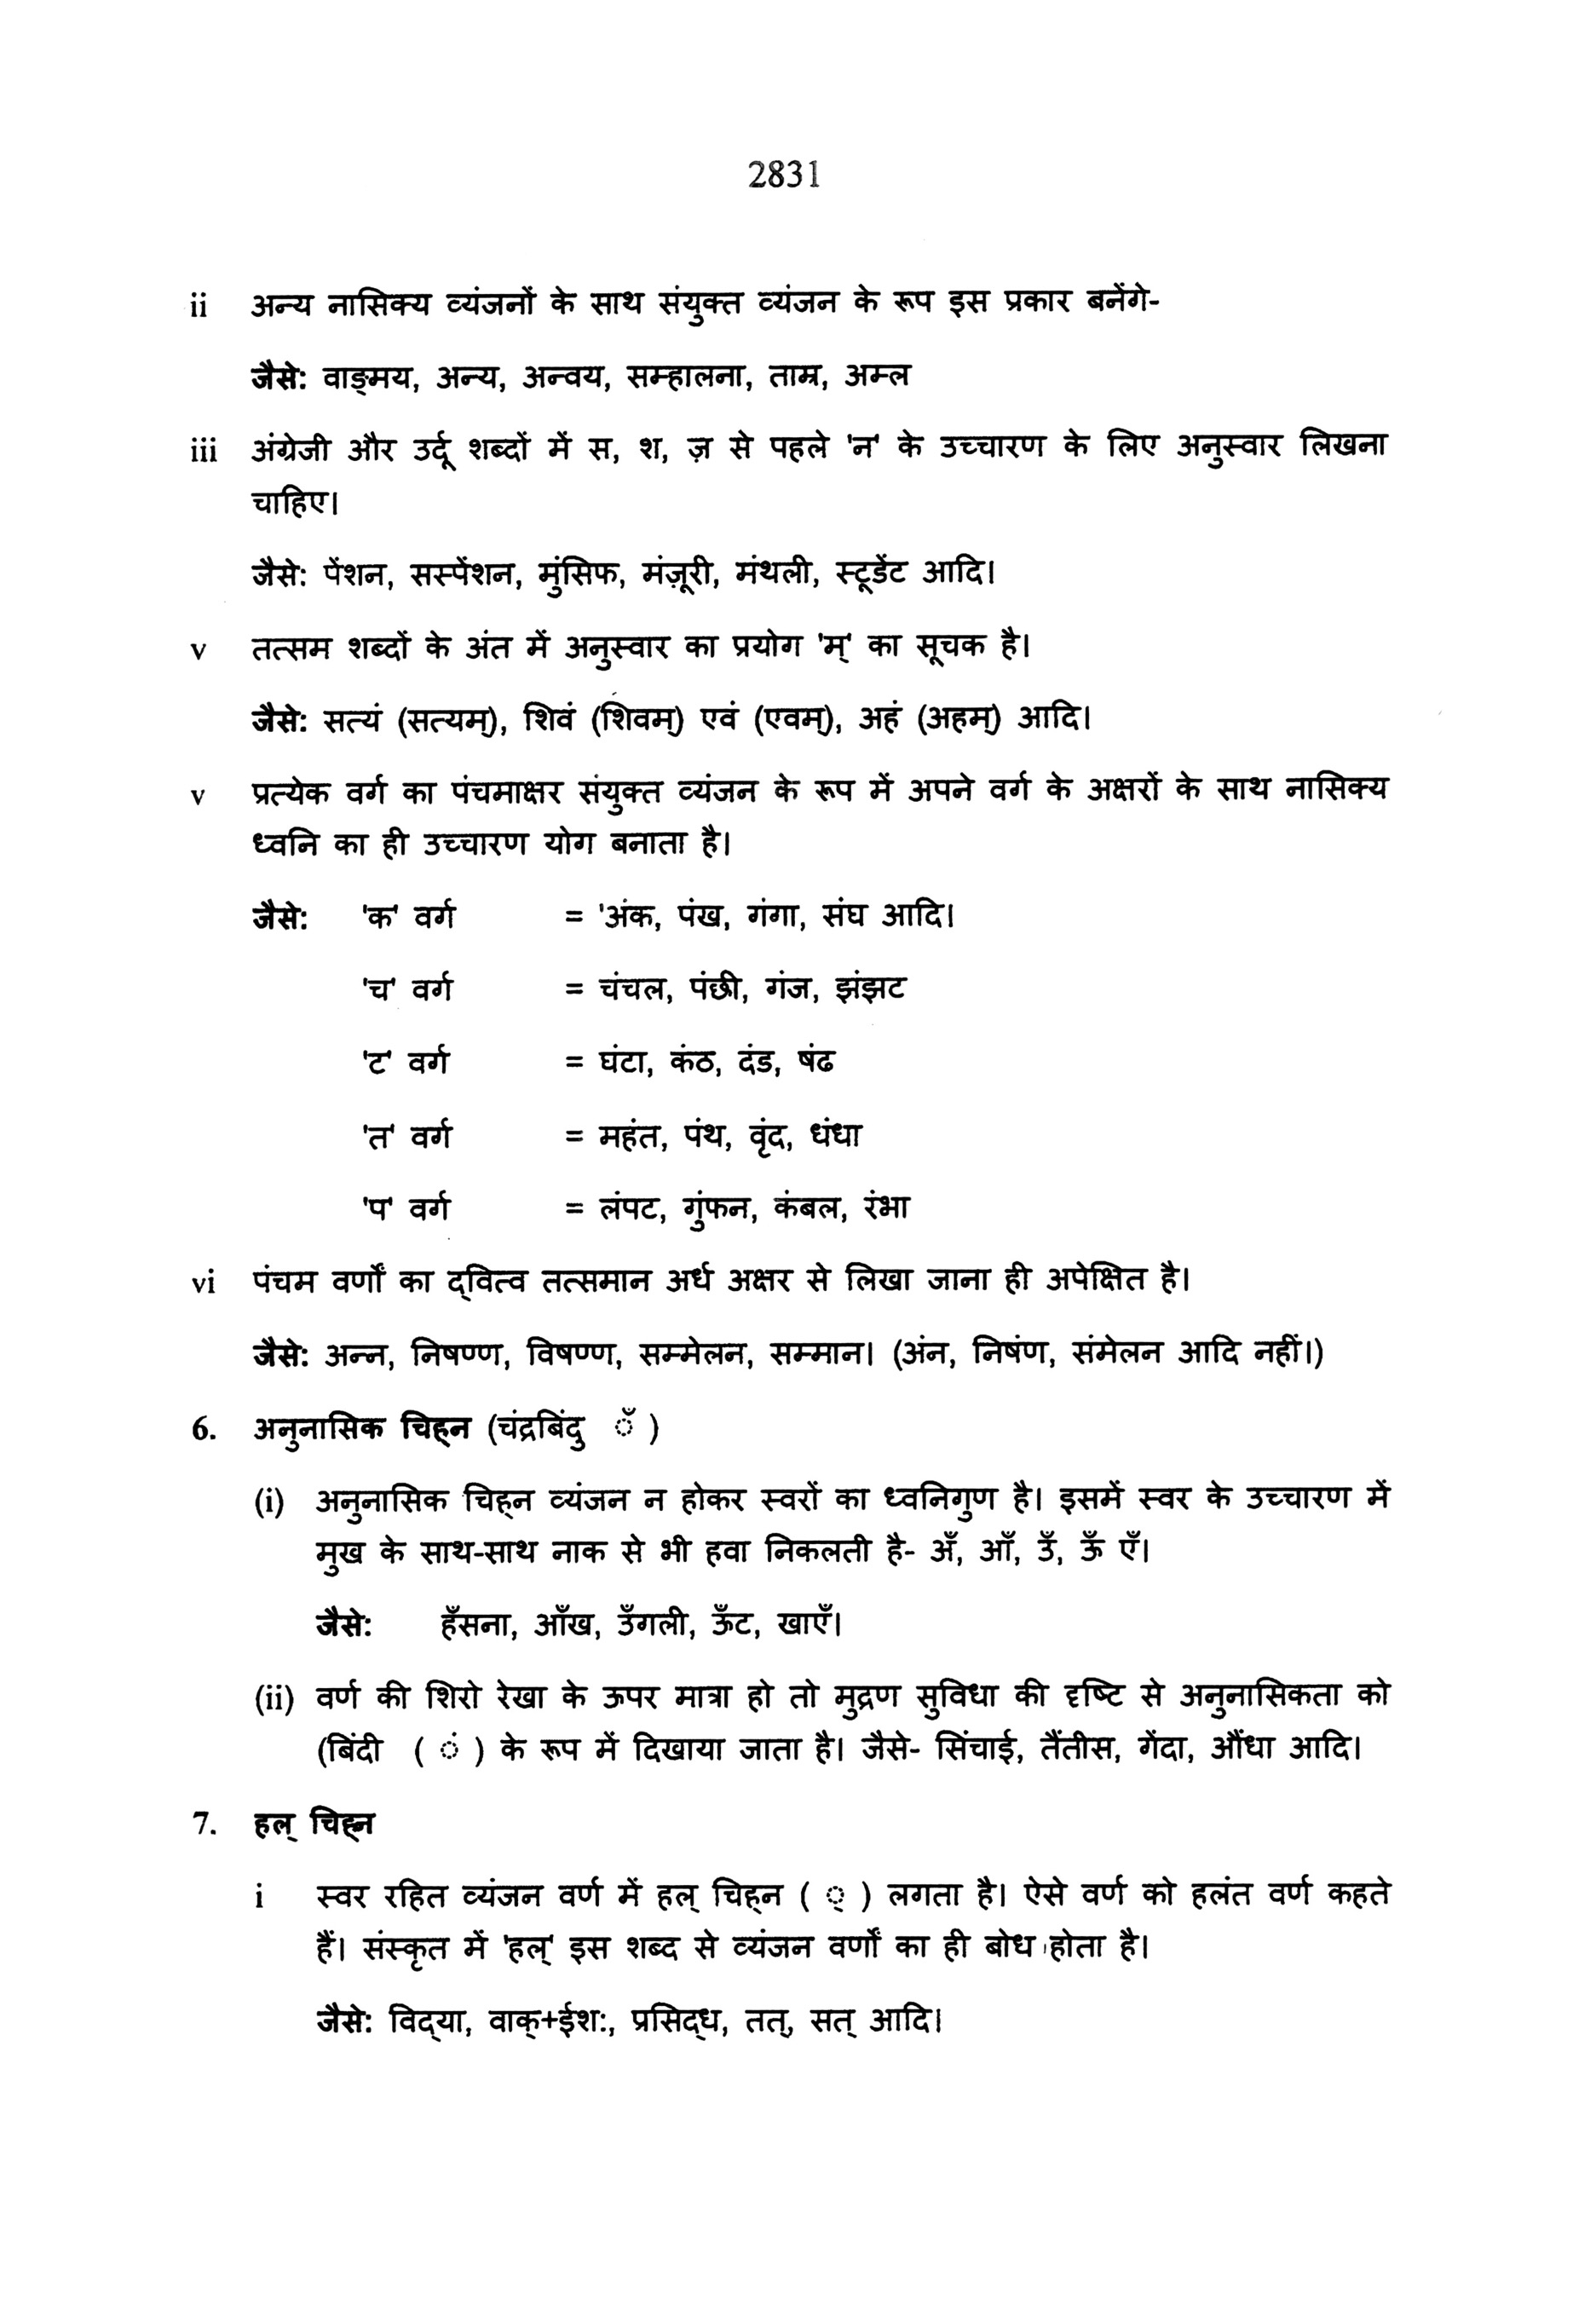 2831
ii अन्य नासिक्य व्यंजनों के साथ संयुक्त व्यंजन के रूप इस प्रकार बनेंगे-
जैसे: वाङ्मय, अन्य, अन्वय, सम्हालना, ताम्र, अम्ल
iii अंग्रेजी और उर्दू शब्दों में स, श, ज़ से पहले 'न' के उच्चारण के लिए अनुस्वार लिखना
चाहिए।
जैसे: पेंशन, सस्पेंशन, मुंसिफ, मंज़ूरी, मंथली, स्टूडेंट आदि।
v तत्सम शब्दों के अंत में अनुस्वार का प्रयोग 'म्' का सूचक है।
जैसे: सत्यं (सत्यम्), शिवं (शिवम्) एवं (एवम्), अहं (अहम्) आदि।
v प्रत्येक वर्ग का पंचमाक्षर संयुक्त व्यंजन के रूप में अपने वर्ग के अक्षरों के साथ नासिक्य
ध्वनि का ही उच्चारण योग बनाता है।
जैसे: 'क' वर्ग = 'अंक, पंख, गंगा, संघ आदि।
'च' वर्ग = चंचल, पंछी, गंज, झंझट
'ट' वर्ग = घंटा, कंठ, दंड, षंढ
'त' वर्ग = महंत, पंथ, वृंद, धंधा
'प' वर्ग = लंपट, गुंफन, कंबल, रंभा
vi पंचम वर्णों का द्‌वित्व तत्समान अर्ध अक्षर से लिखा जाना ही अपेक्षित है।
जैसे: अन्न, निषण्ण, विषण्ण, सम्मेलन, सम्मान। (अंन, निषंण, संमेलन आदि नहीं।)
6. अनुनासिक चिह्‌न (चंद्रबिंदु ँ )
(i) अनुनासिक चिह्‌न व्यंजन न होकर स्वरों का ध्वनिगुण है। इसमें स्वर के उच्चारण में
मुख के साथ-साथ नाक से भी हवा निकलती है- अँ, आँ, उँ, ऊँ एँ।
जैसे: हँसना, आँख, उँगली, ऊँट, खाएँ।
(ii) वर्ण की शिरो रेखा के ऊपर मात्रा हो तो मुद्रण सुविधा की दृष्टि से अनुनासिकता को
(बिंदी ( ं ) के रूप में दिखाया जाता है। जैसे- सिंचाई, तैंतीस, गेंदा, औंधा आदि।
7. हल् चिह्‌न
i स्वर रहित व्यंजन वर्ण में हल् चिह्‌न ( ् ) लगता है। ऐसे वर्ण को हलंत वर्ण कहते
हैं। संस्कृत में 'हल्' इस शब्द से व्यंजन वर्णों का ही बोध होता है।
जैसे: विद्‌या, वाक्+ईश:, प्रसिद्‌ध, तत्, सत् आदि।